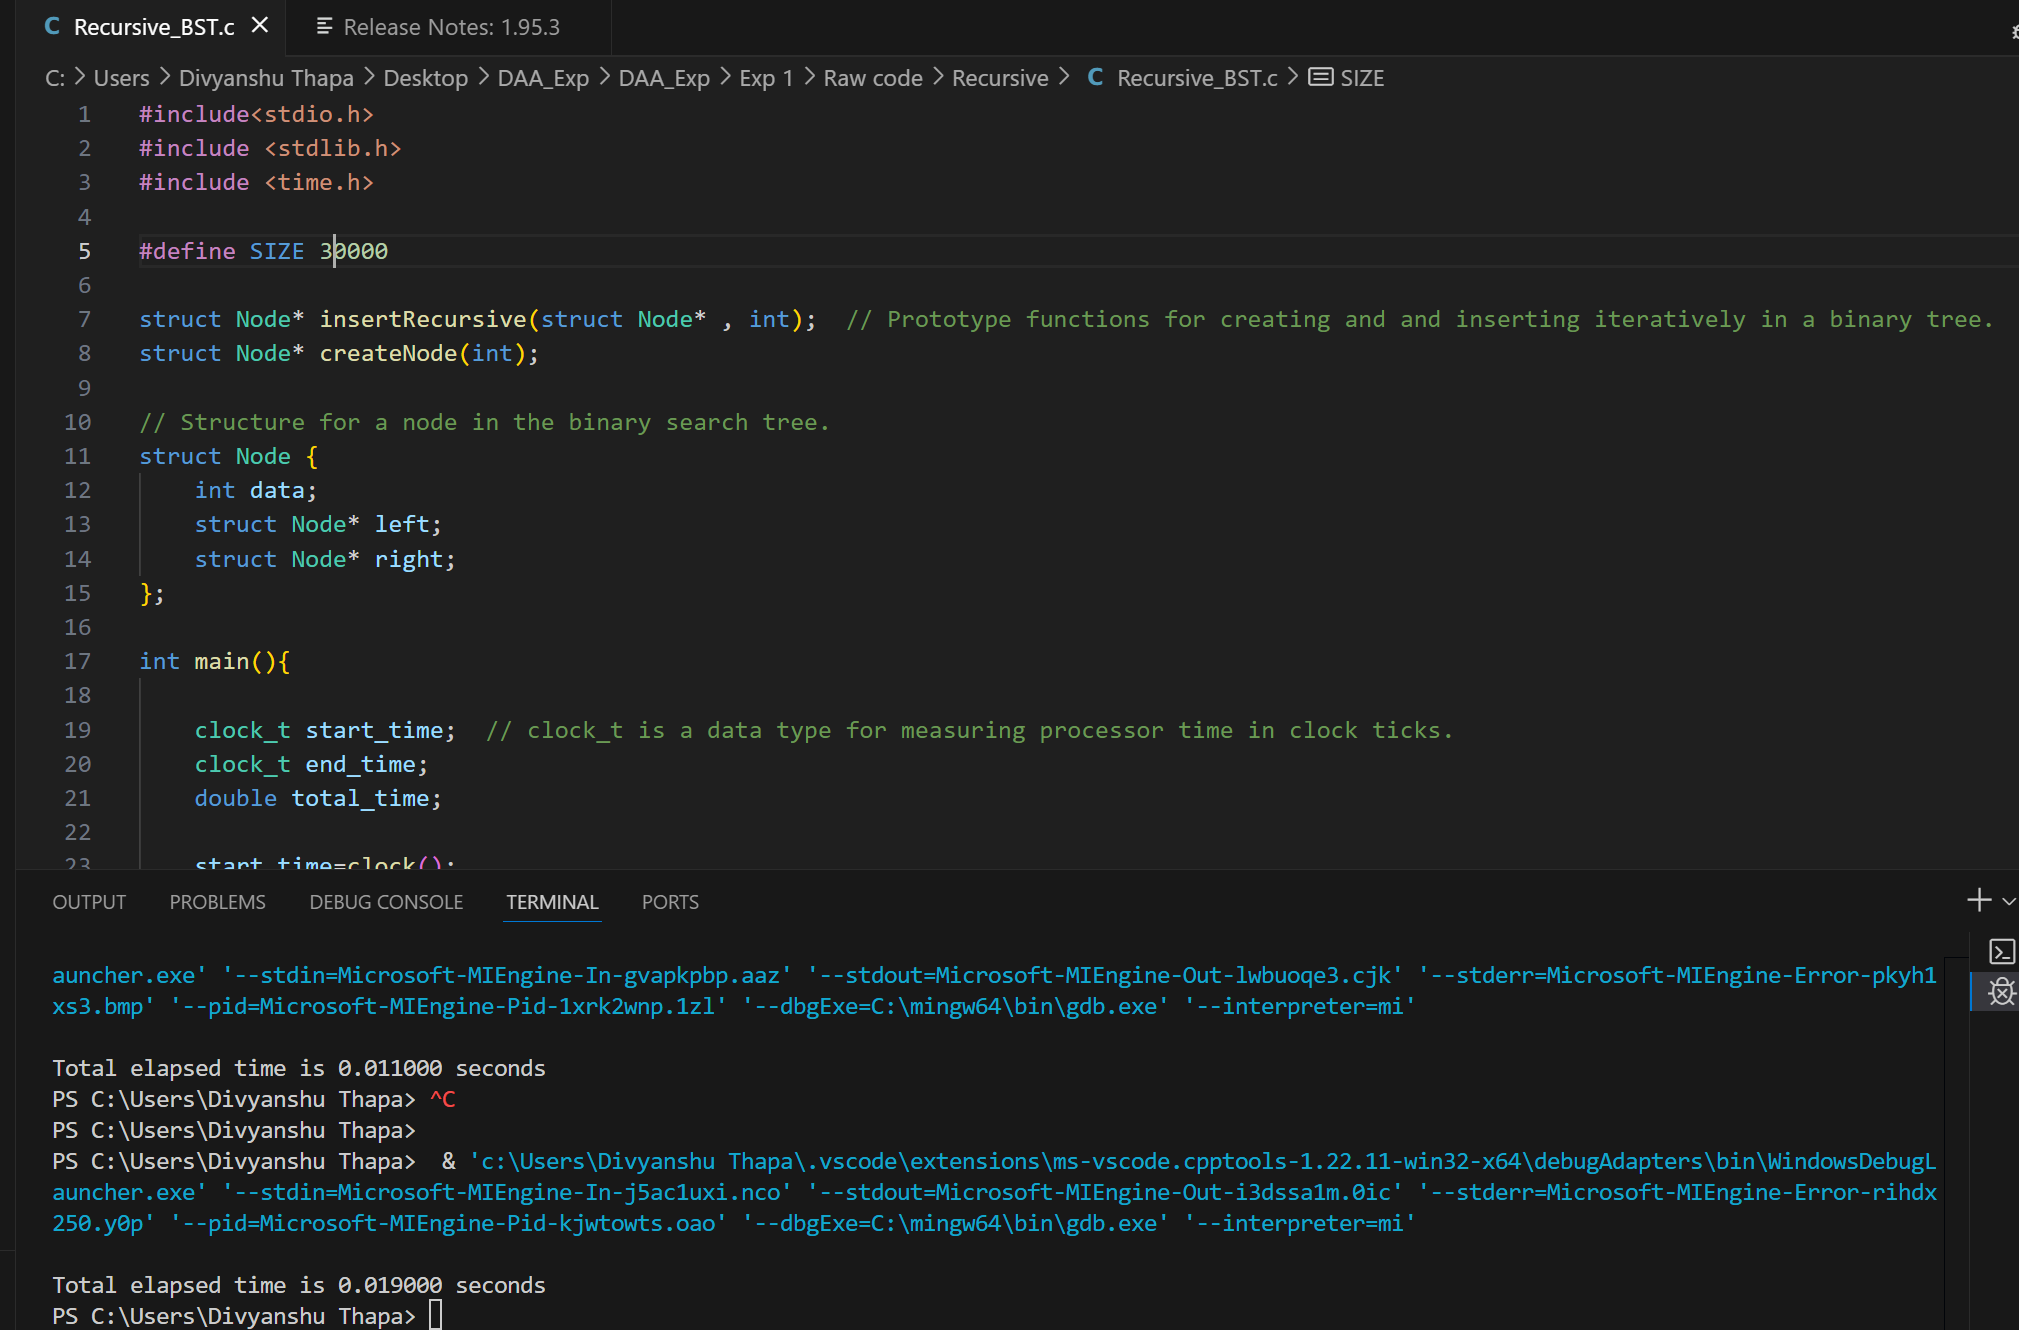 C Recursive_BST.c
Release Notes: 1.95.3
C: > Users > Divyanshu Thapa > Desktop > DAA_Exp > DAA_Exp > Exp 1 > Raw code > Recursive > C Recursive_BST.c > SIZE
1 #include<stdio.h>
2 #include <stdlib.h>
3 #include <time.h>
4
5 #define SIZE 30000
6
7 struct Node* insertRecursive(struct Node* , int);  // Prototype functions for creating and and inserting iteratively in a binary tree.
8 struct Node* createNode(int);
9
10 // Structure for a node in the binary search tree.
11 struct Node {
12     int data;
13     struct Node* left;
14     struct Node* right;
15 };
16
17 int main(){
18
19     clock_t start_time;  // clock_t is a data type for measuring processor time in clock ticks.
20     clock_t end_time;
21     double total_time;
22
23     start_time=clock();
OUTPUT PROBLEMS DEBUG CONSOLE TERMINAL PORTS
auncher.exe' '--stdin=Microsoft-MIEngine-In-gvapkpbp.aaz' '--stdout=Microsoft-MIEngine-Out-lwbuoqe3.cjk' '--stderr=Microsoft-MIEngine-Error-pkyh1
xs3.bmp' '--pid=Microsoft-MIEngine-Pid-1xrk2wnp.1zl' '--dbgExe=C:\mingw64\bin\gdb.exe' '--interpreter=mi'
Total elapsed time is 0.011000 seconds
PS C:\Users\Divyanshu Thapa> ^C
PS C:\Users\Divyanshu Thapa>
PS C:\Users\Divyanshu Thapa>  & 'c:\Users\Divyanshu Thapa\.vscode\extensions\ms-vscode.cpptools-1.22.11-win32-x64\debugAdapters\bin\WindowsDebugL
auncher.exe' '--stdin=Microsoft-MIEngine-In-j5ac1uxi.nco' '--stdout=Microsoft-MIEngine-Out-i3dssa1m.0ic' '--stderr=Microsoft-MIEngine-Error-rihdx
250.y0p' '--pid=Microsoft-MIEngine-Pid-kjwtowts.oao' '--dbgExe=C:\mingw64\bin\gdb.exe' '--interpreter=mi'
Total elapsed time is 0.019000 seconds
PS C:\Users\Divyanshu Thapa>